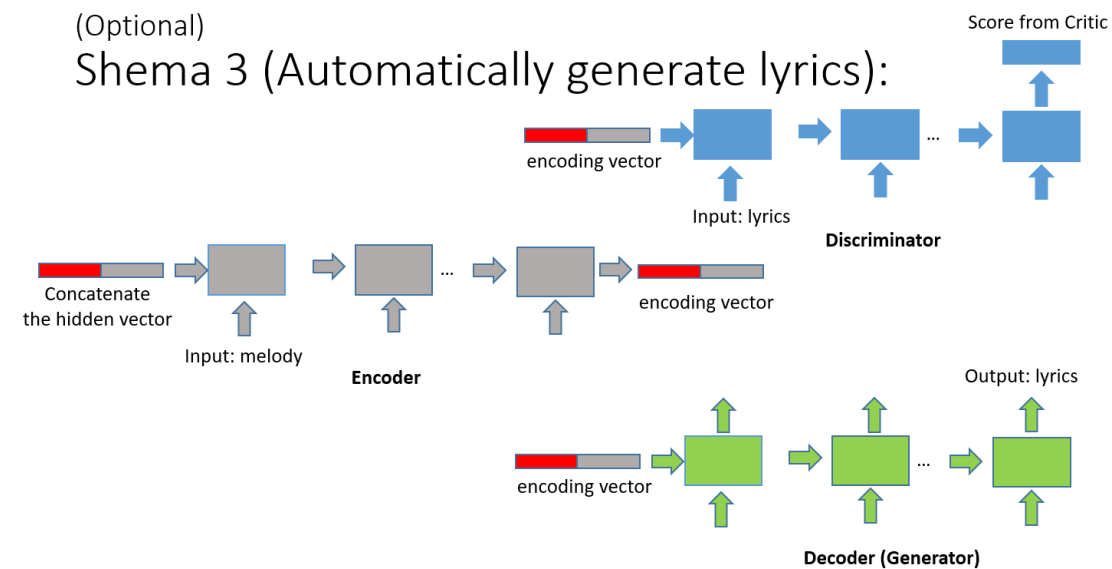 (Optional)
Shema 3 (Automatically generate lyrics):
Score from Critic
encoding vector
...
Input: lyrics
Discriminator
Concatenate
the hidden vector
...
encoding vector
Input: melody
Encoder
Output: lyrics
encoding vector
...
Decoder (Generator)